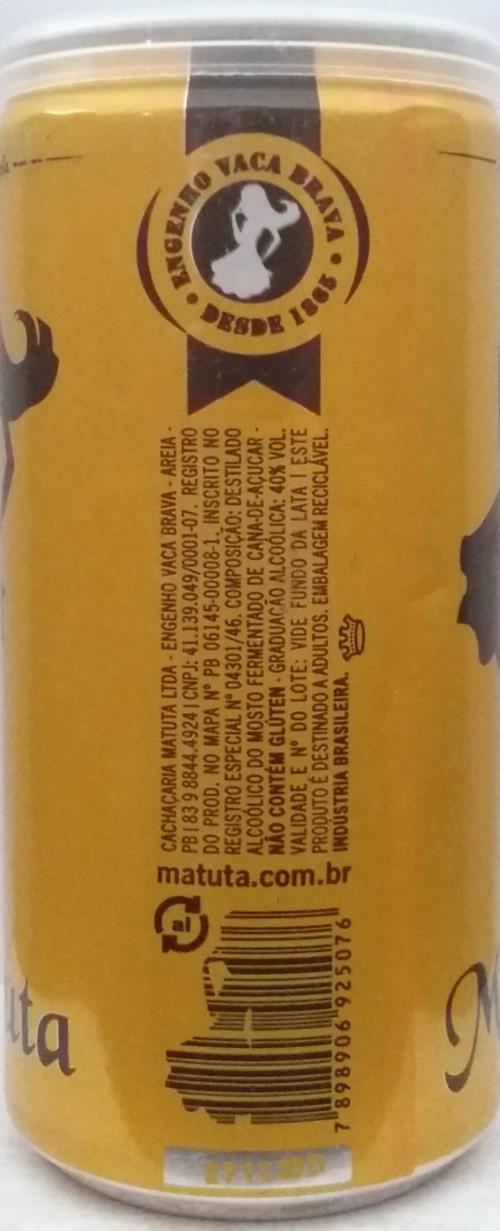 ENGENHO VACA BRAVA
DESDE 1865
CACHAÇARIA MATUTA LTDA - ENGENHO VACA BRAVA - AREIA -
PB | 83 9 8844.4924 | CNPJ: 41.139.049/0001-07. REGISTRO
DO PROD. NO MAPA Nº PB 06145-00008-1. INSCRITO NO
REGISTRO ESPECIAL Nº 04301/46. COMPOSIÇÃO: DESTILADO
ALCOÓLICO DO MOSTO FERMENTADO DE CANA-DE-AÇUCAR -
NÃO CONTÉM GLÚTEN - GRADUAÇÃO ALCOÓLICA: 40% VOL.
VALIDADE E Nº DO LOTE: VIDE FUNDO DA LATA | ESTE
PRODUTO É DESTINADO A ADULTOS. EMBALAGEM RECICLÁVEL.
INDÚSTRIA BRASILEIRA.
matuta.com.br
al
7 898906 925076
uta
M